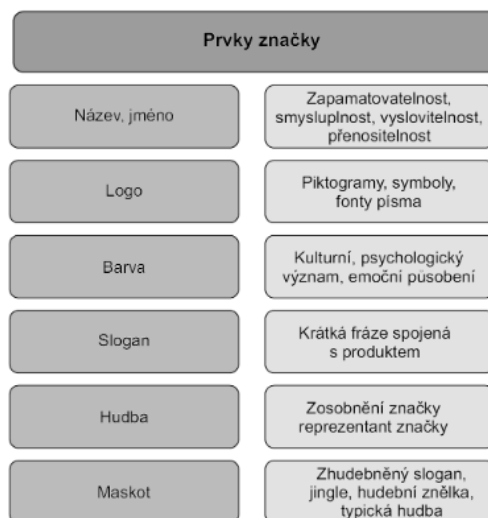 Prvky značky
Název, jméno
Zapamatovatelnost,
smysluplnost, vyslovitelnost,
přenositelnost
Logo
Piktogramy, symboly,
fonty písma
Barva
Kulturní, psychologický
význam, emoční působení
Slogan
Krátká fráze spojená
s produktem
Hudba
Zosobnění značky
reprezentant značky
Maskot
Zhudebněný slogan,
jingle, hudební znělka,
typická hudba